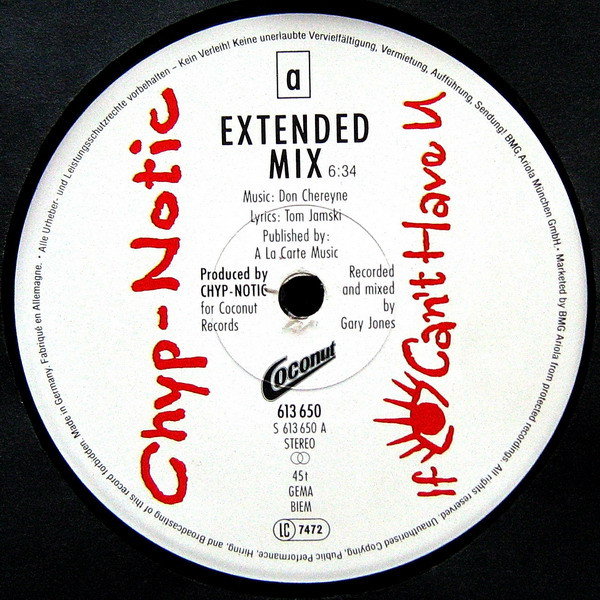 a
EXTENDED
MIX 6:34
Music: Don Chereyne
Lyrics: Tom Jamski
Published by:
A La Carte Music
Produced by
CHYP-NOTIC
for Coconut
Records
Recorded
and mixed
by
Gary Jones
Coconut
613 650
S 613 650 A
STEREO
45 t
GEMA
BIEM
LC 7472
Chyp-Notic
If I Can't Have U
• Alle Urheber- und Leistungsschutzrechte vorbehalten – Kein Verleih! Keine unerlaubte Vervielfältigung, Vermietung, Aufführung, Sendung! BMG Ariola München GmbH. • Marketed by BMG Ariola from protected recordings. All rights reserved. Unauthorised Copying, Public Performance, Hiring, and Broadcasting of this record forbidden. Made in Germany. Fabriqué en Allemagne.